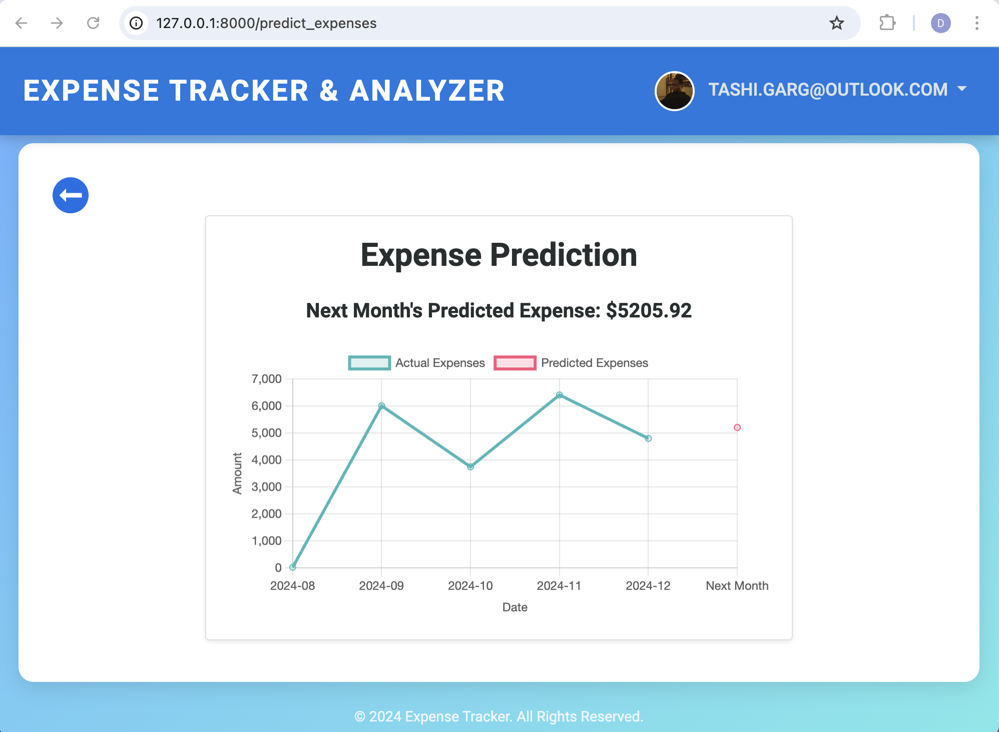 127.0.0.1:8000/predict_expenses
D
EXPENSE TRACKER & ANALYZER
TASHI.GARG@OUTLOOK.COM
Expense Prediction
Next Month's Predicted Expense: $5205.92
Actual Expenses
Predicted Expenses
7,000
6,000
5,000
4,000
3,000
2,000
1,000
0
Amount
2024-08
2024-09
2024-10
2024-11
2024-12
Next Month
Date
© 2024 Expense Tracker. All Rights Reserved.